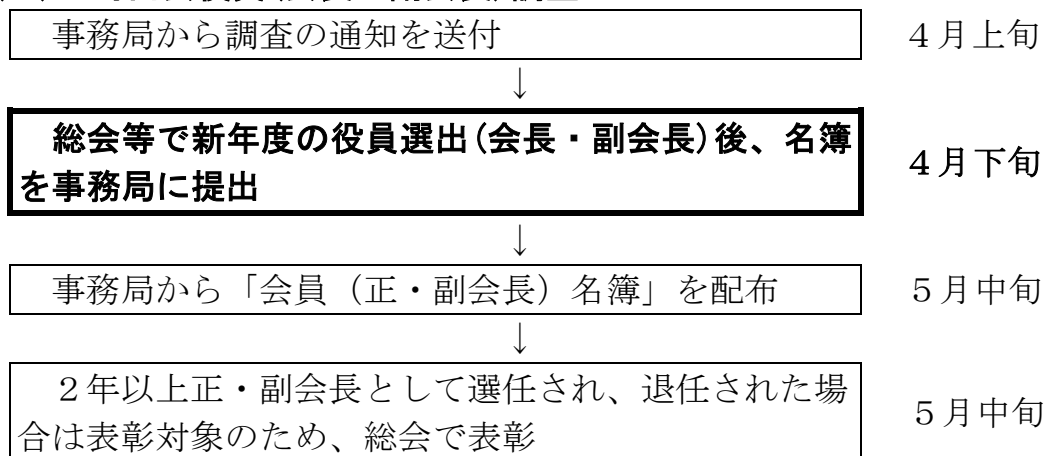 事務局から調査の通知を送付 ４月上旬
↓
総会等で新年度の役員選出(会長・副会長)後、名簿
を事務局に提出 ４月下旬
↓
事務局から「会員（正・副会長）名簿」を配布 ５月中旬
↓
２年以上正・副会長として選任され、退任された場
合は表彰対象のため、総会で表彰 ５月中旬